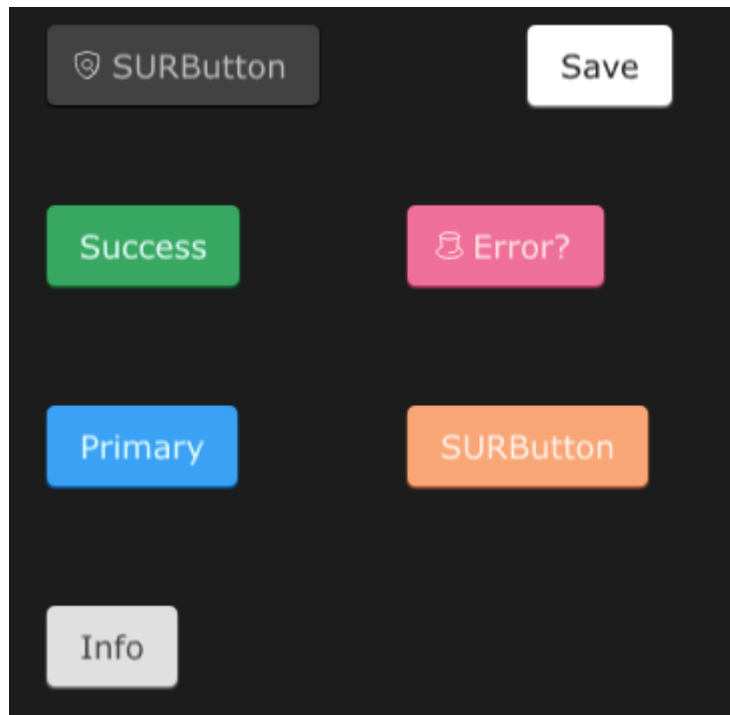 SURButton
Save
Success
Error?
Primary
SURButton
Info